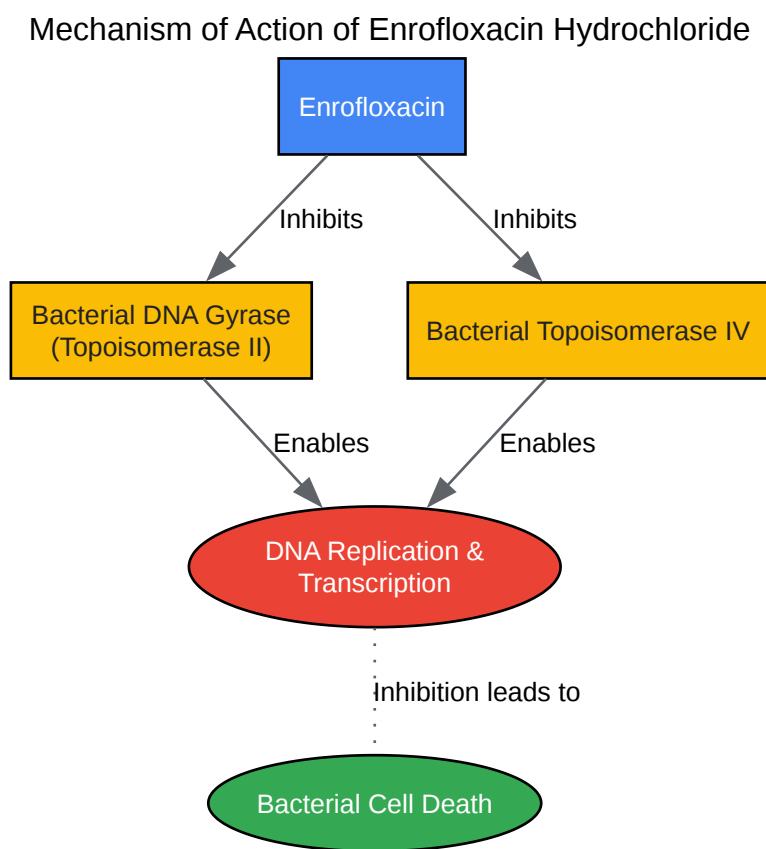 Mechanism of Action of Enrofloxacin Hydrochloride
Enrofloxacin
Inhibits
Inhibits
Bacterial DNA Gyrase
(Topoisomerase II)
Bacterial Topoisomerase IV
Enables
Enables
DNA Replication &
Transcription
Inhibition leads to
Bacterial Cell Death